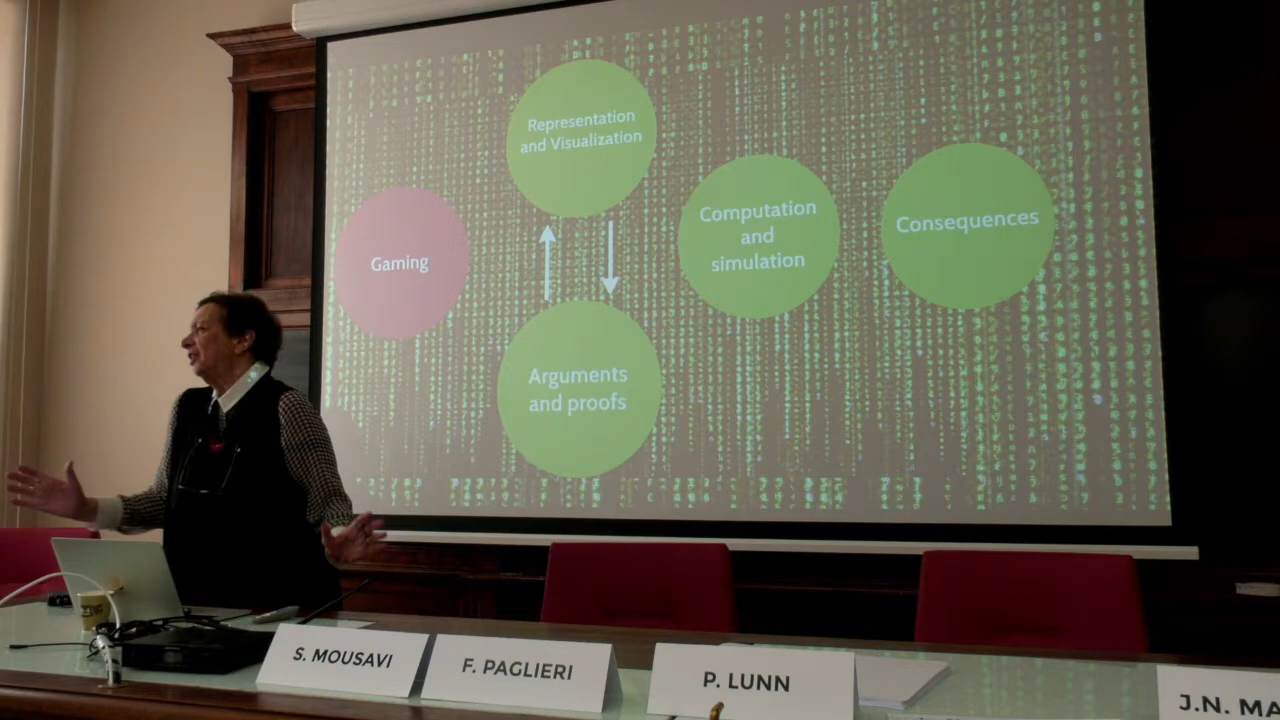 Representation
and Visualization
Gaming
Computation
and
simulation
Consequences
Arguments
and proofs
S. MOUSAVI
F. PAGLIERI
P. LUNN
J.N. MA